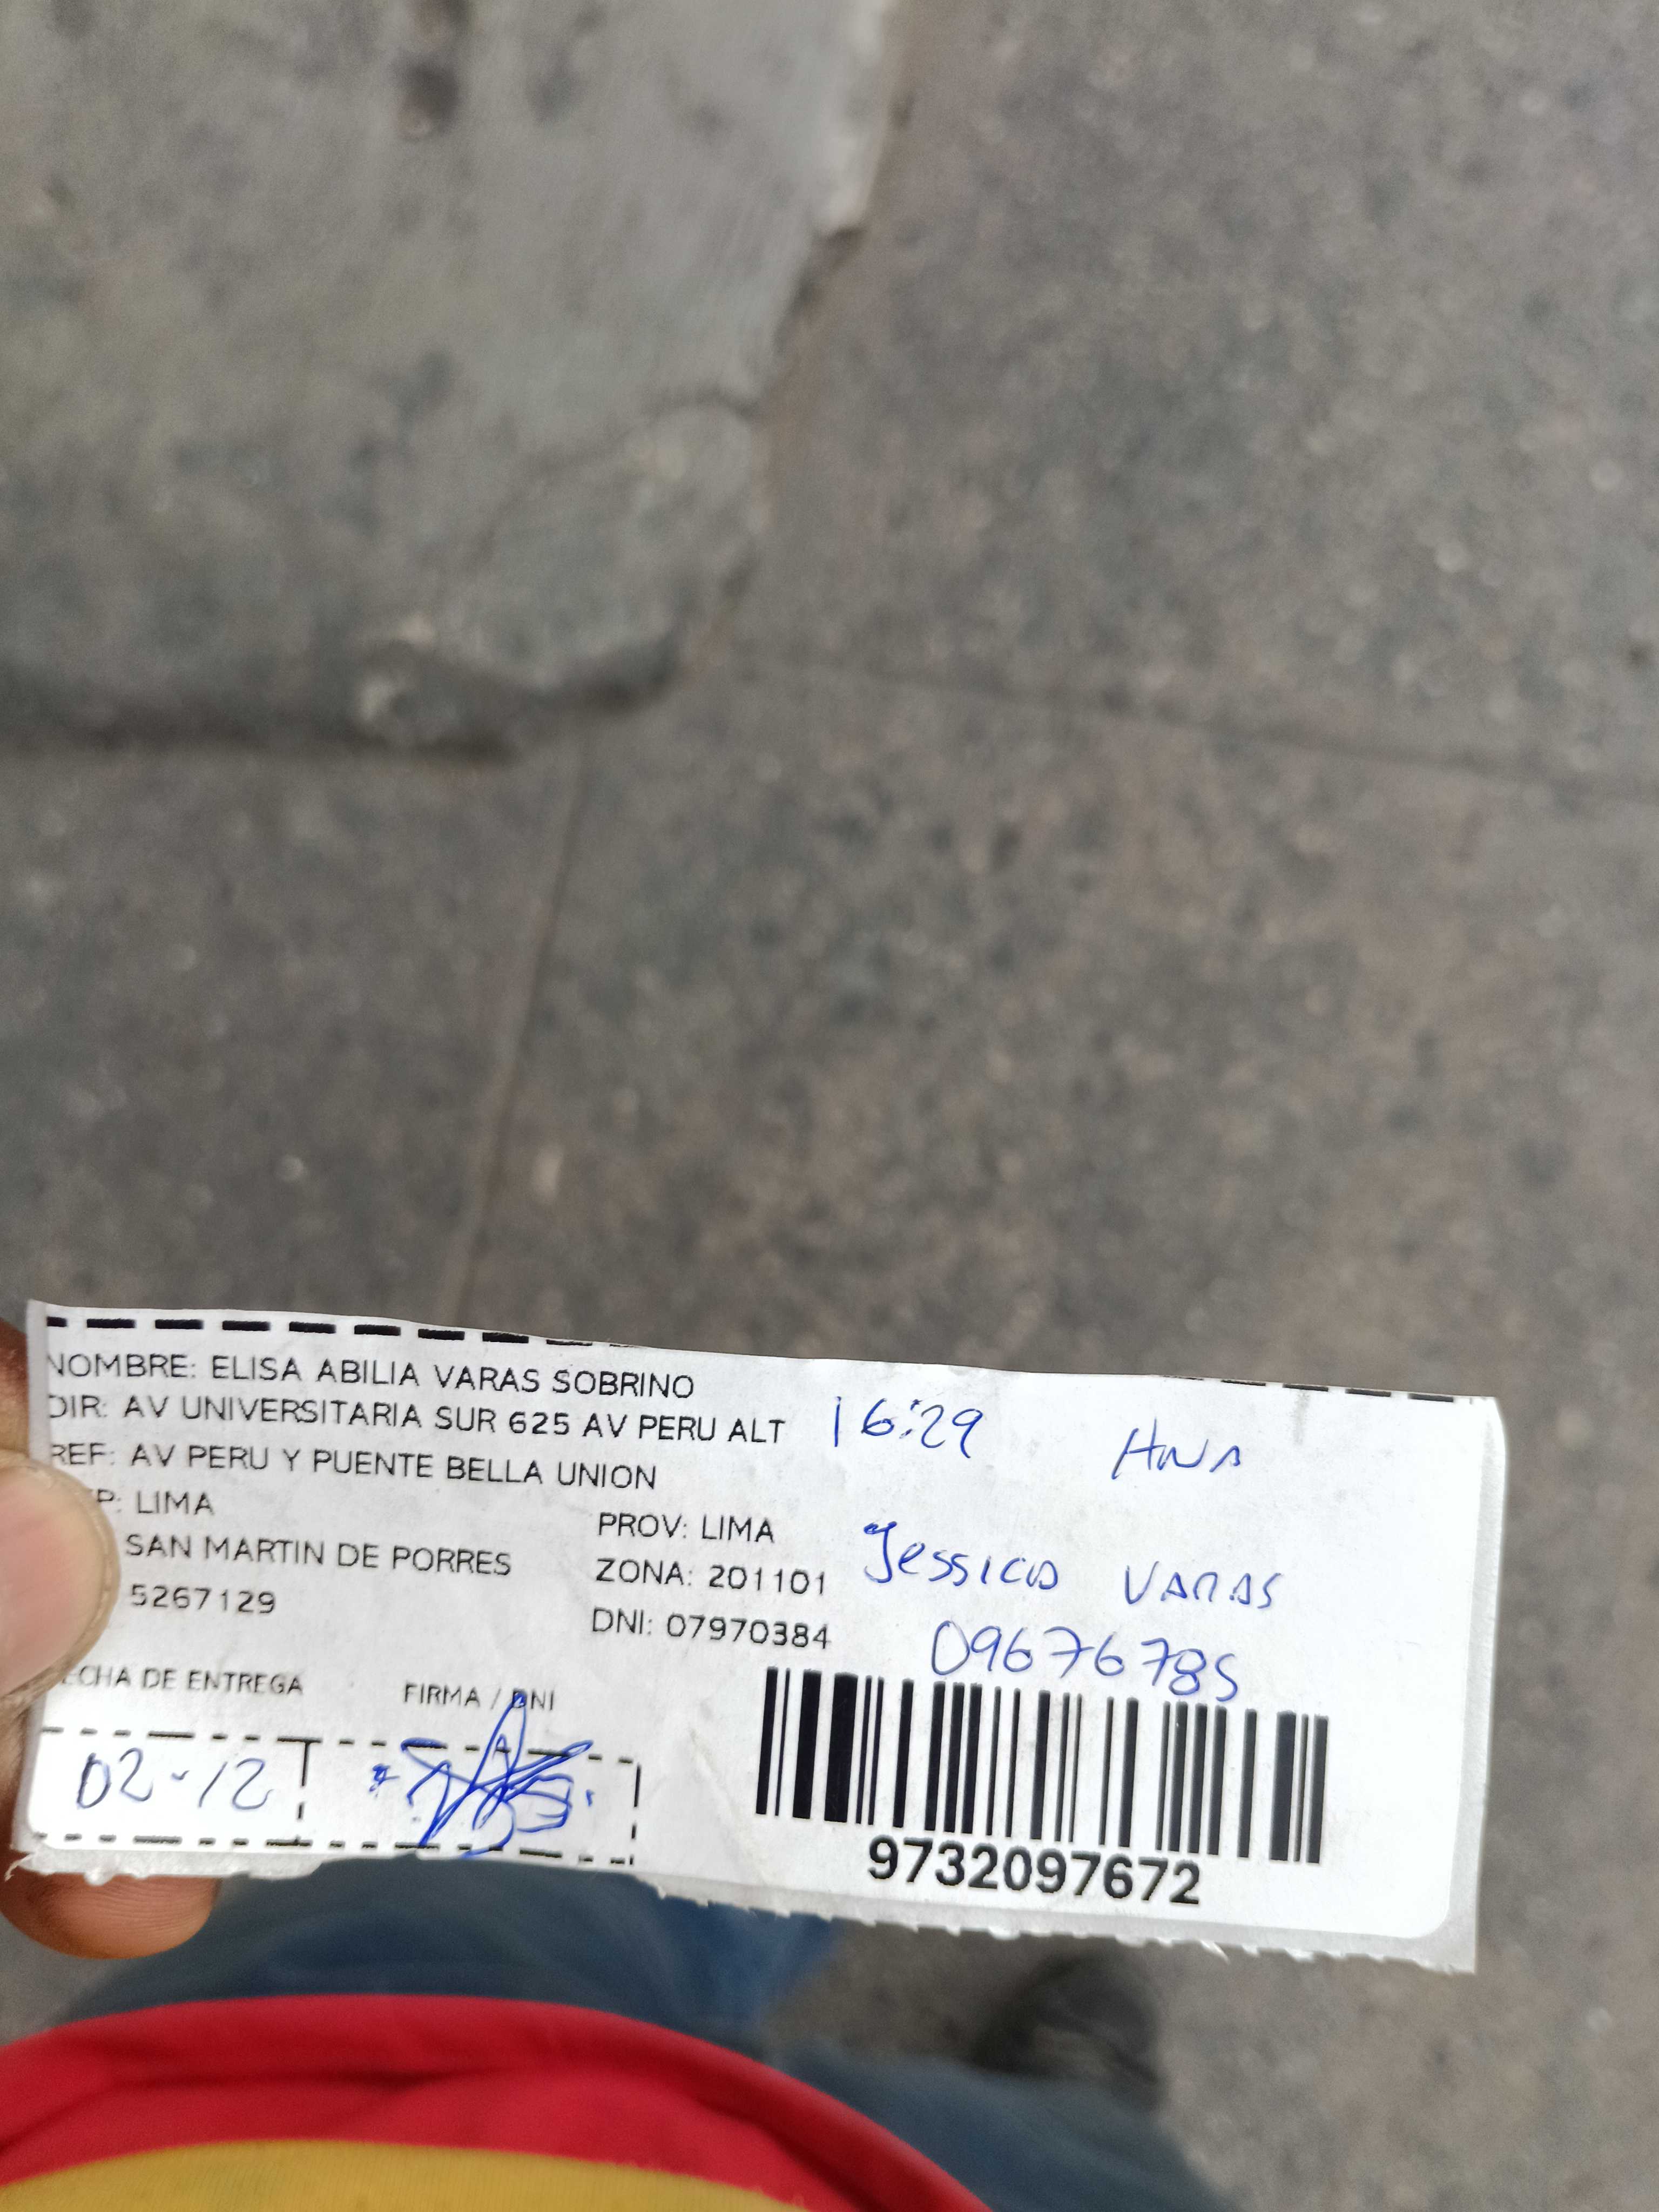 NOMBRE: ELISA ABILIA VARAS SOBRINO
DIR: AV UNIVERSITARIA SUR 625 AV PERU ALT 16:29 ANA
REF: AV PERU Y PUENTE BELLA UNION
P: LIMA PROV: LIMA
SAN MARTIN DE PORRES ZONA: 201101 Jessica VARAS
5267129 DNI: 07970384 09676785
ECHA DE ENTREGA FIRMA / DNI
02-12
9732097672